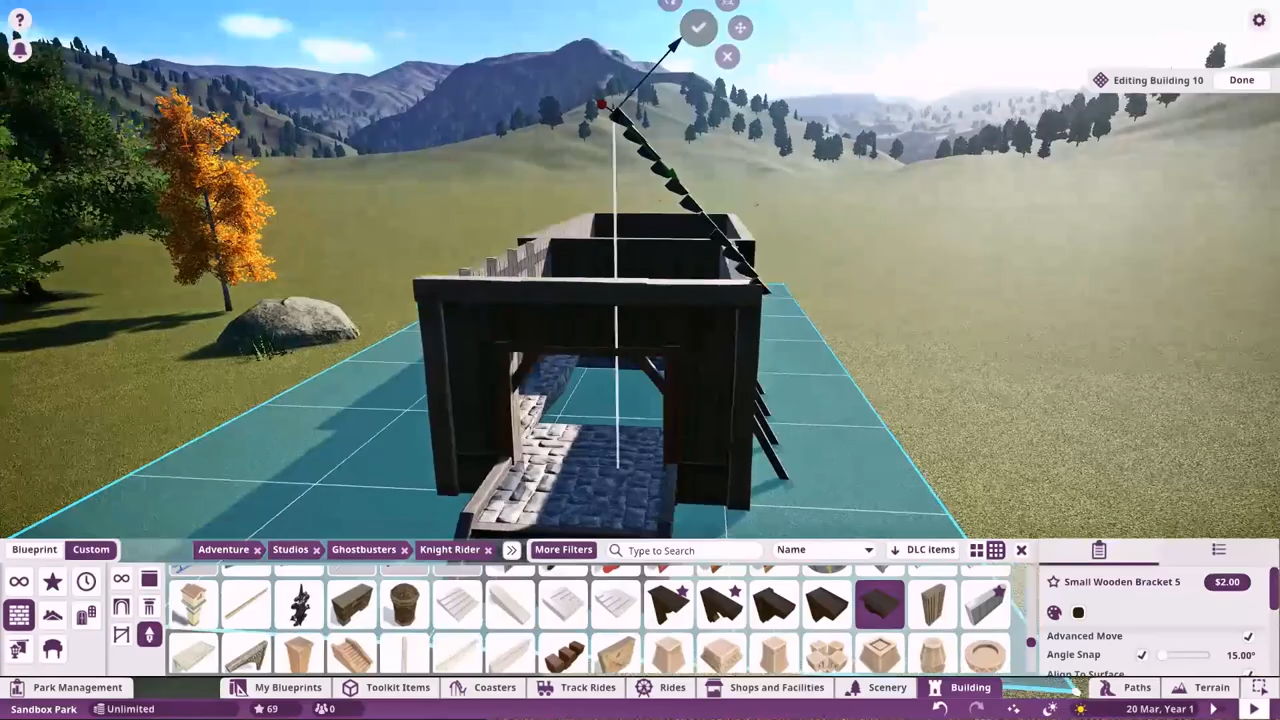 ?
Editing Building 10
Done
Blueprint
Custom
Adventure
Studios
Ghostbusters
Knight Rider
More Filters
Type to Search
Name
DLC items
Small Wooden Bracket 5
$2.00
Advanced Move
Angle Snap
15.00°
Align To Surface
Park Management
My Blueprints
Toolkit Items
Coasters
Track Rides
Rides
Shops and Facilities
Scenery
Building
Paths
Terrain
Sandbox Park
Unlimited
69
0
20 Mar, Year 1